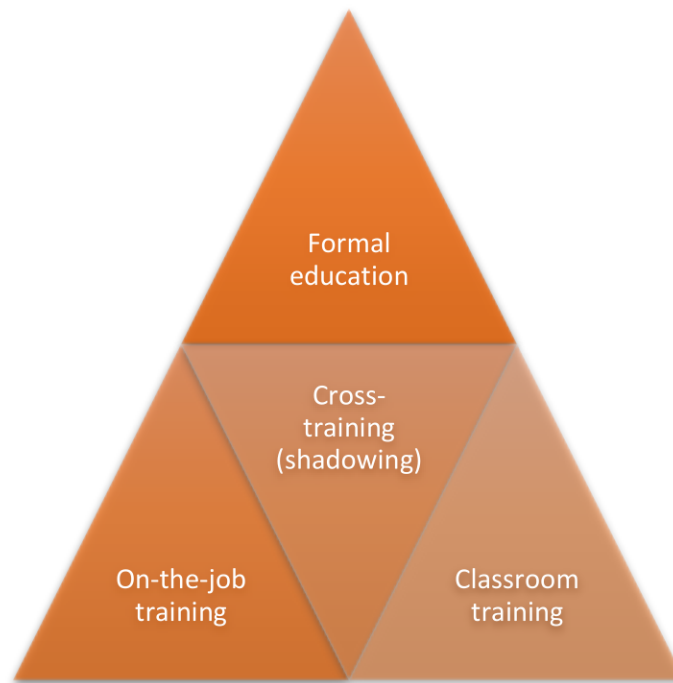 Formal
education
Cross-
training
(shadowing)
On-the-job
training
Classroom
training